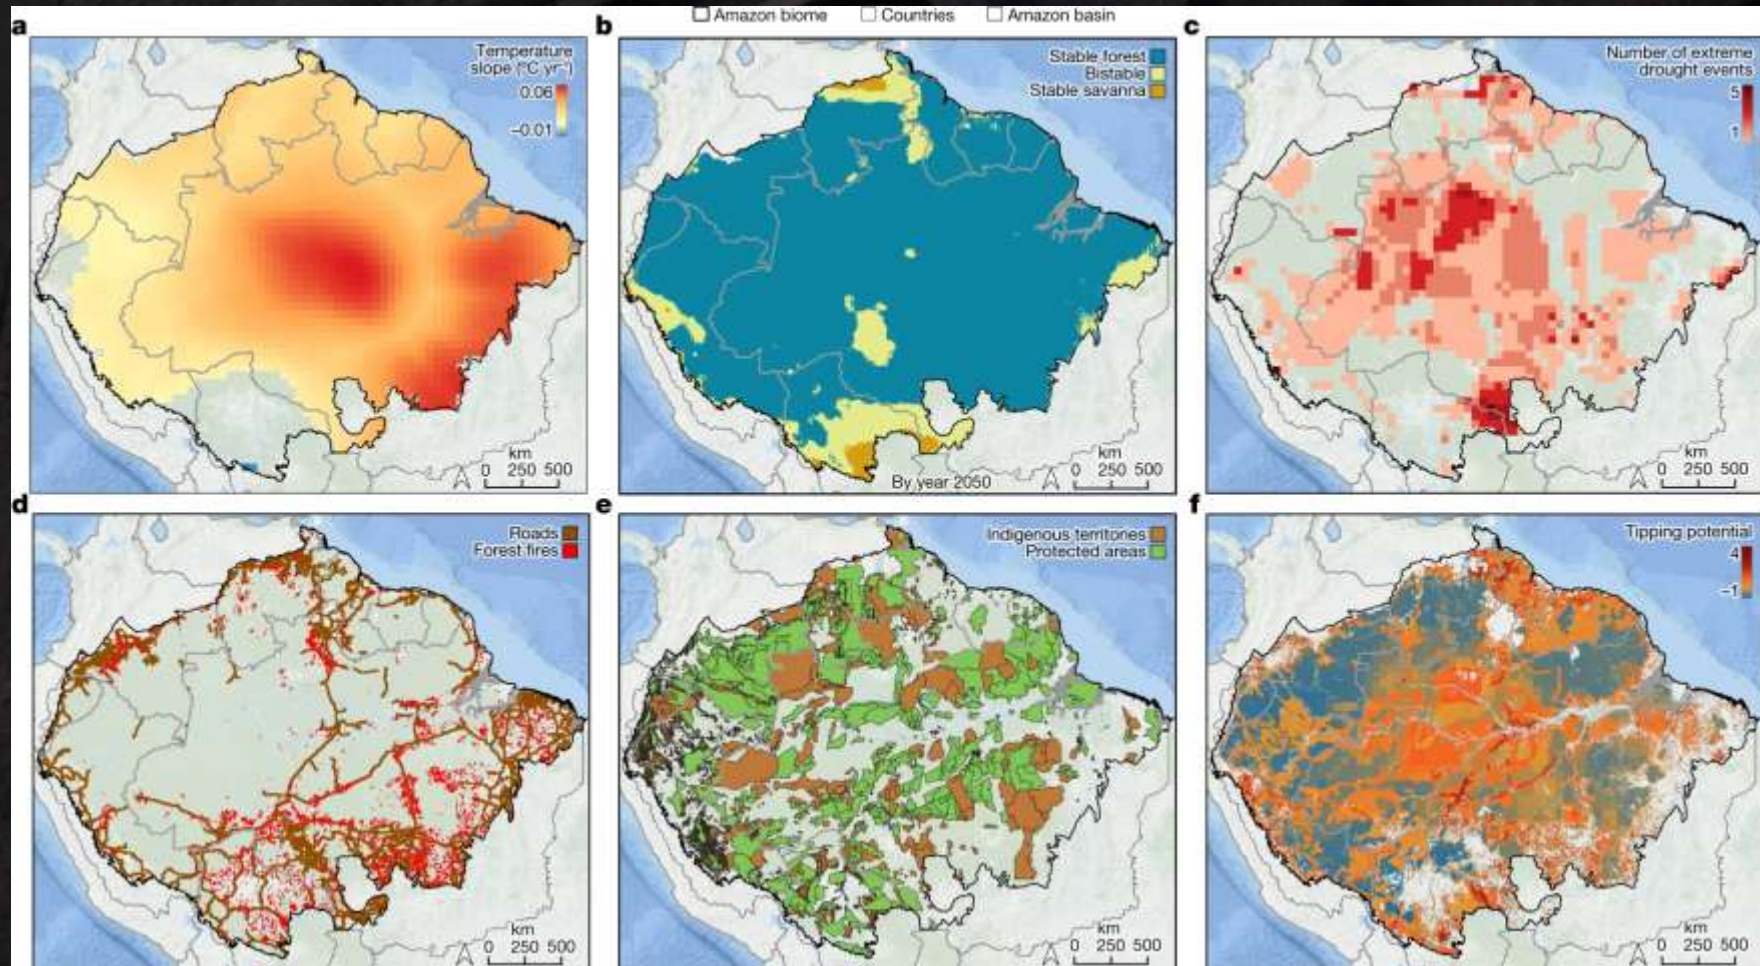 Amazon biome Countries Amazon basin
a
Temperature
slope (°C yr⁻¹)
0.06
−0.01
km
0 250 500
b
Stable forest
Bistable
Stable savanna
By year 2050
km
0 250 500
c
Number of extreme
drought events
5
1
km
0 250 500
d
Roads
Forest fires
km
0 250 500
e
Indigenous territories
Protected areas
km
0 250 500
f
Tipping potential
4
−1
km
0 250 500